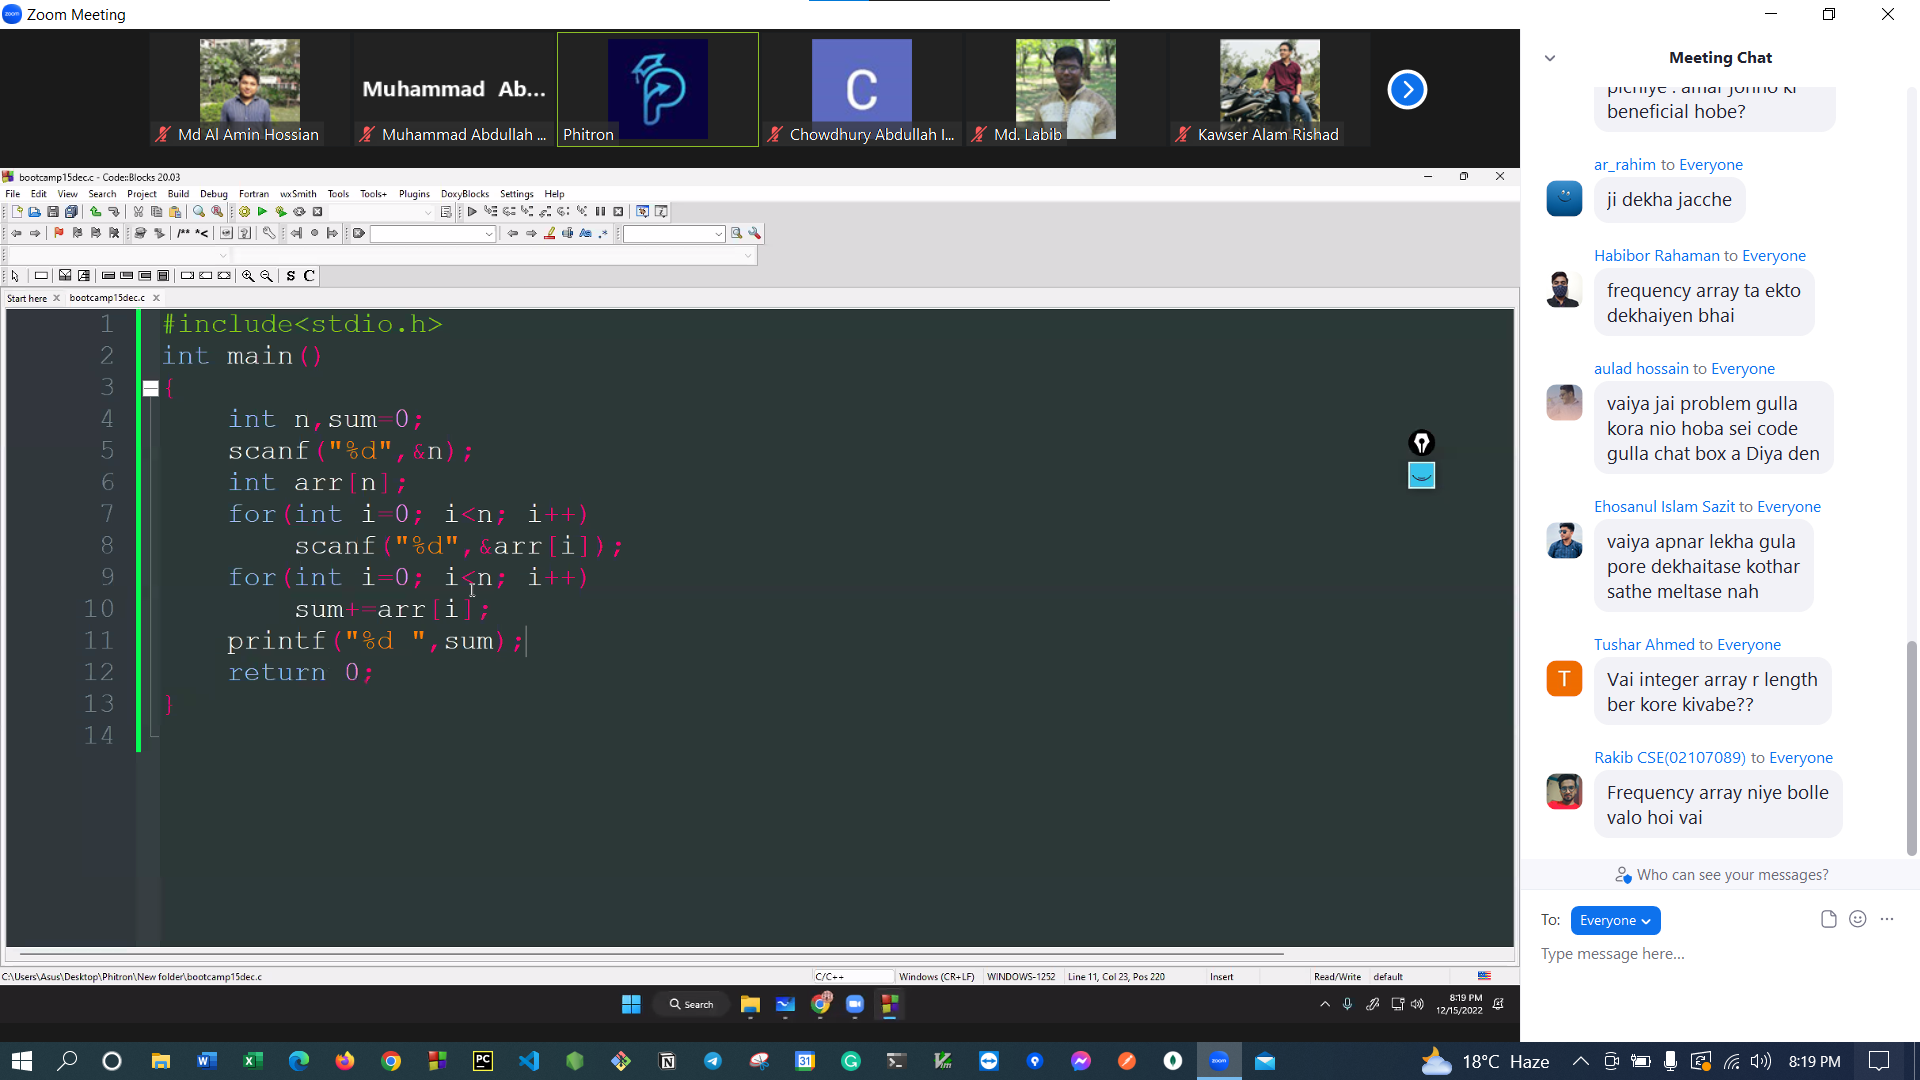 Zoom Meeting
Muhammad Ab...
C
Md Al Amin Hossian
Muhammad Abdullah ...
Phitron
Chowdhury Abdullah I...
Md. Labib
Kawser Alam Rishad
bootcamp15dec.c - Code::Blocks 20.03
File Edit View Search Project Build Debug Fortran wxSmith Tools Tools+ Plugins DoxyBlocks Settings Help
Start here bootcamp15dec.c
1 #include<stdio.h>
2 int main()
3 {
4 int n,sum=0;
5 scanf("%d",&n);
6 int arr[n];
7 for(int i=0; i<n; i++)
8 scanf("%d",&arr[i]);
9 for(int i=0; i<n; i++)
10 sum+=arr[i];
11 printf("%d ",sum);
12 return 0;
13 }
14
C:\Users\Asus\Desktop\Phitron\New folder\bootcamp15dec.c C/C++ Windows (CR+LF) WINDOWS-1252 Line 11, Col 23, Pos 220 Insert Read/Write default
Search
8:19 PM
12/15/2022
Meeting Chat
beneficial hobe?
ar_rahim to Everyone
ji dekha jacche
Habibor Rahaman to Everyone
frequency array ta ekto
dekhaiyen bhai
aulad hossain to Everyone
vaiya jai problem gulla
kora nio hoba sei code
gulla chat box a Diya den
Ehosanul Islam Sazit to Everyone
vaiya apnar lekha gula
pore dekhaitase kothar
sathe meltase nah
Tushar Ahmed to Everyone
T
Vai integer array r length
ber kore kivabe??
Rakib CSE(02107089) to Everyone
Frequency array niye bolle
valo hoi vai
Who can see your messages?
To: Everyone
Type message here...
18°C Haze
8:19 PM